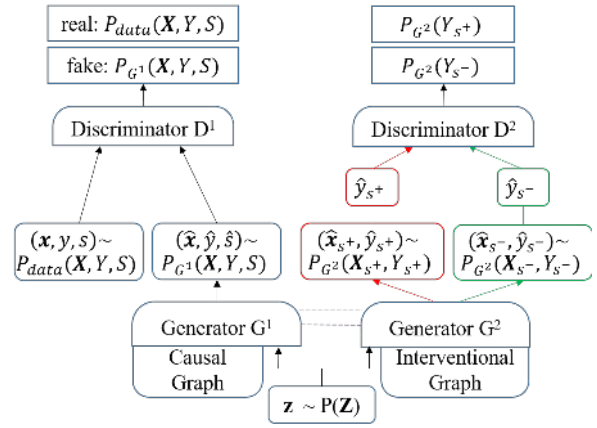 real: P_data(X, Y, S)
fake: P_G¹(X, Y, S)
Discriminator D¹
(x, y, s)~
P_data(X, Y, S)
(x̂, ŷ, ŝ)~
P_G¹(X, Y, S)
Generator G¹
Causal
Graph
P_G²(Y_s+)
P_G²(Y_s−)
Discriminator D²
ŷ_s+
ŷ_s−
(x̂_s+, ŷ_s+)~
P_G²(X_s+, Y_s+)
(x̂_s−, ŷ_s−)~
P_G²(X_s−, Y_s−)
Generator G²
Interventional
Graph
z ~ P(Z)